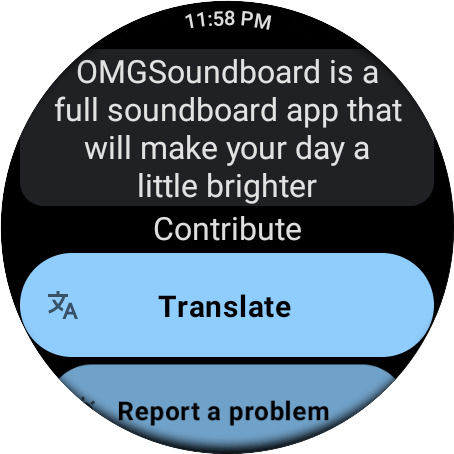 11:58 PM
OMGSoundboard is a
full soundboard app that
will make your day a
little brighter
Contribute
Translate
Report a problem